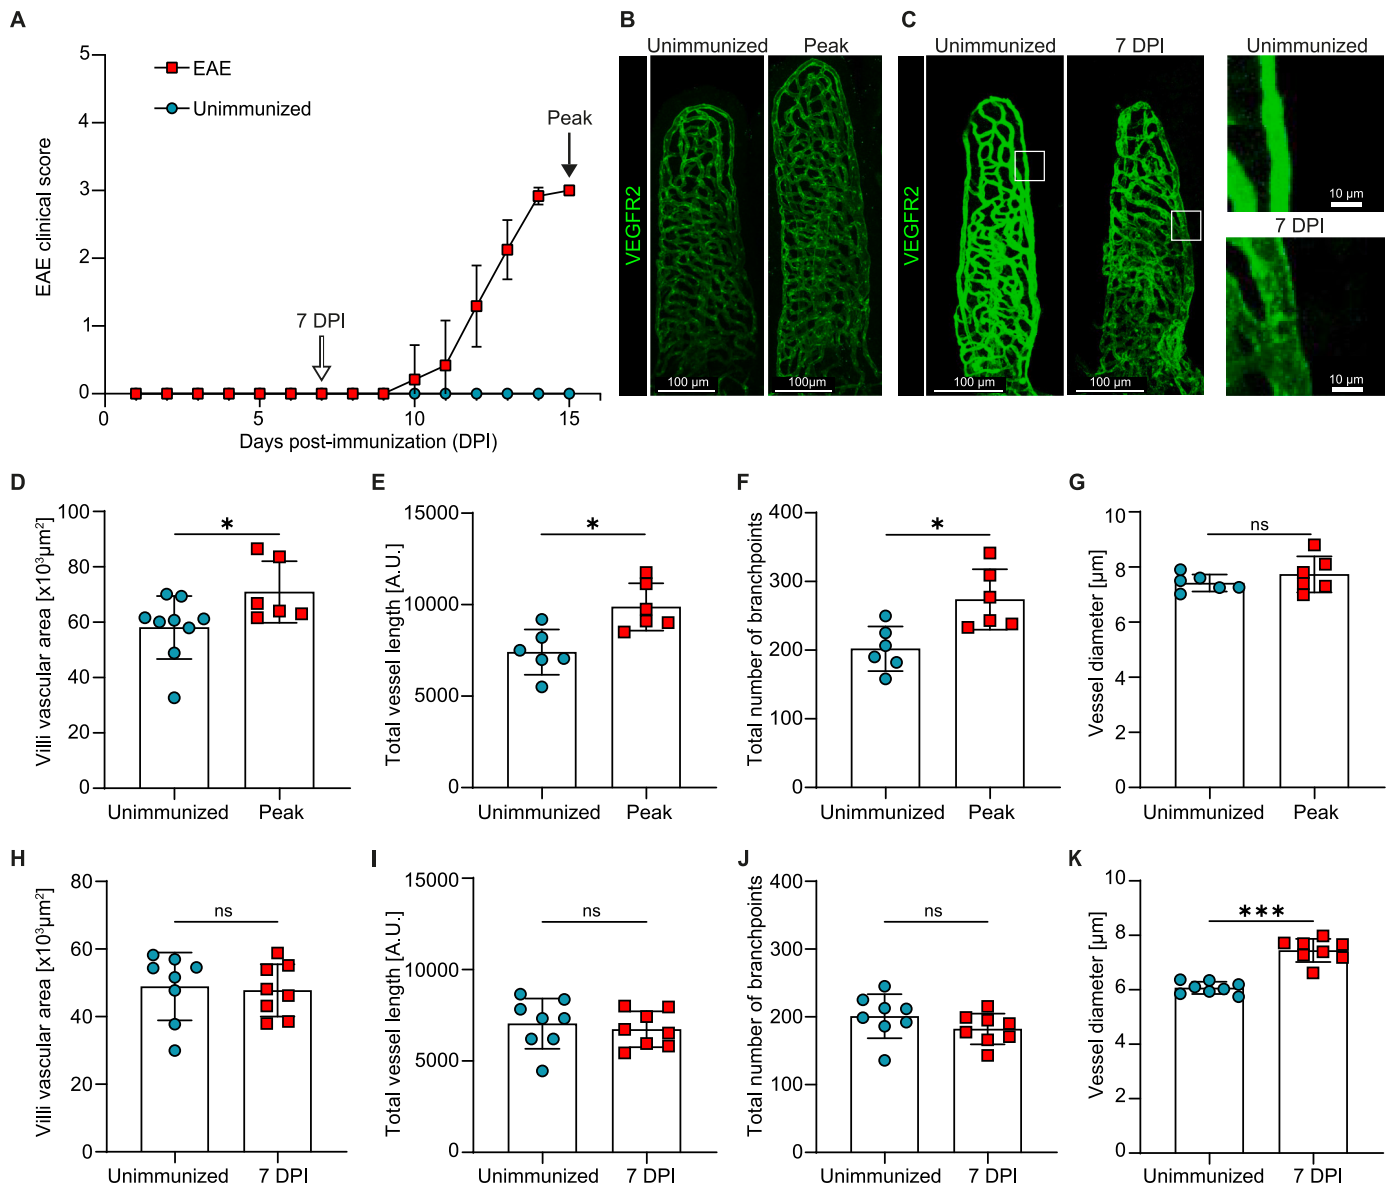 A
EAE clinical score
5
4
3
2
1
0
EAE
Unimmunized
7 DPI
Peak
0
5
10
15
Days post-immunization (DPI)
B
Unimmunized
Peak
VEGFR2
100 µm
100µm
C
Unimmunized
7 DPI
VEGFR2
100 µm
100 µm
Unimmunized
10 µm
7 DPI
10 µm
D
Villi vascular area [x10³µm²]
100
80
60
40
20
0
*
Unimmunized
Peak
E
Total vessel length [A.U.]
15000
10000
5000
0
*
Unimmunized
Peak
F
Total number of branchpoints
400
300
200
100
0
*
Unimmunized
Peak
G
Vessel diameter [µm]
10
8
6
4
2
0
ns
Unimmunized
Peak
H
Villi vascular area [x10³µm²]
80
60
40
20
0
ns
Unimmunized
7 DPI
I
Total vessel length [A.U.]
15000
10000
5000
0
ns
Unimmunized
7 DPI
J
Total number of branchpoints
400
300
200
100
0
ns
Unimmunized
7 DPI
K
Vessel diameter [µm]
10
8
6
4
2
0
***
Unimmunized
7 DPI